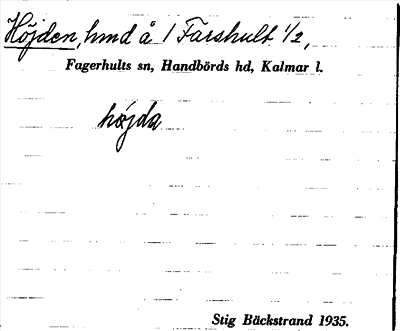 Höjden, hmd å 1 Farshult 1/2,
Fagerhults sn, Handbörds hd, Kalmar l.
höjda
Stig Bäckstrand 1935.